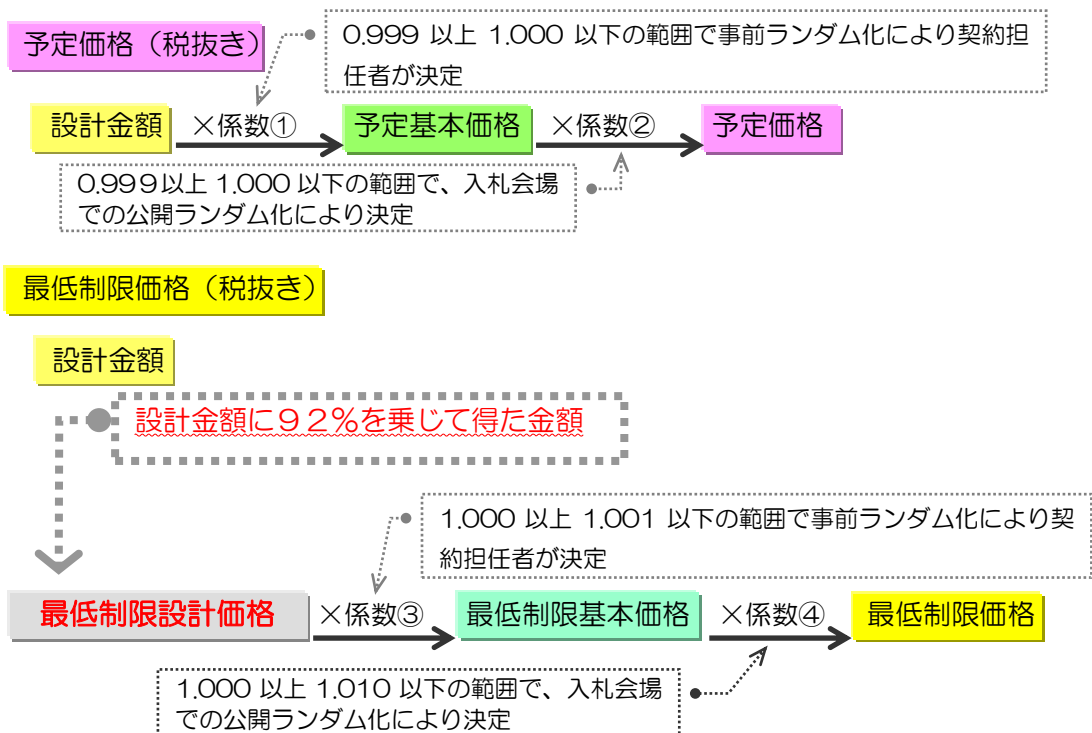 予定価格（税抜き）
0.999 以上 1.000 以下の範囲で事前ランダム化により契約担
任者が決定
設計金額
×係数①
予定基本価格
×係数②
予定価格
0.999以上 1.000 以下の範囲で、入札会場
での公開ランダム化により決定
最低制限価格（税抜き）
設計金額
設計金額に９２％を乗じて得た金額
1.000 以上 1.001 以下の範囲で事前ランダム化により契
約担任者が決定
最低制限設計価格
×係数③
最低制限基本価格
×係数④
最低制限価格
1.000 以上 1.010 以下の範囲で、入札会場
での公開ランダム化により決定